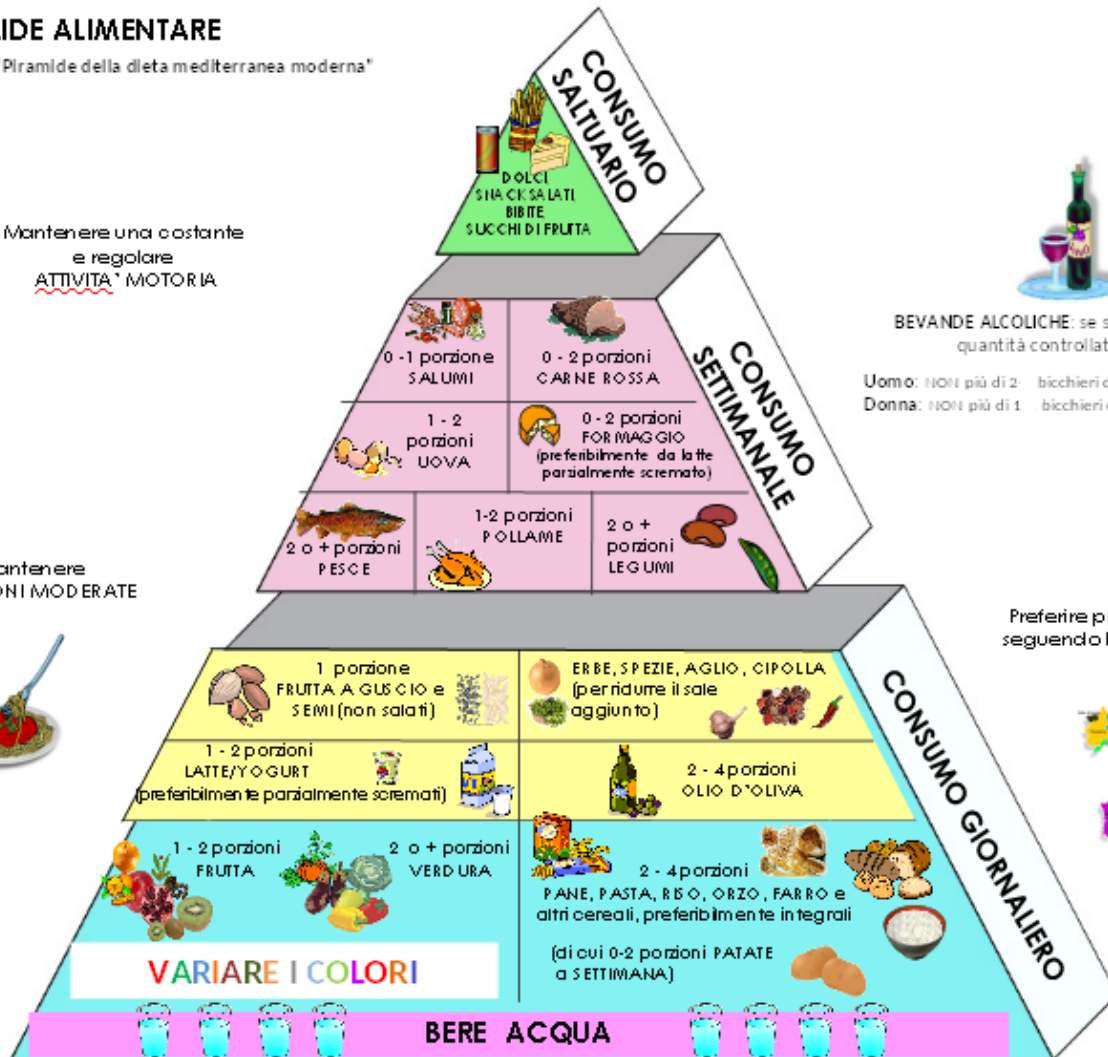 IDE ALIMENTARE
"Piramide della dieta mediterranea moderna"
CONSUMO
SALTUARIO
DOLCI
SNACK SALATI
BIBITE
SUCCHI DI FRUTTA
Mantenere una costante
e regolare
ATTIVITA' MOTORIA
BEVANDE ALCOLICHE: se
quantità
Uomo: NON più di 2 bicchieri
Donna: NON più di 1 bicchieri
CONSUMO
SETTIMANALE
0 -1 porzione
SALUMI
0 - 2 porzioni
CARNE ROSSA
1 - 2
porzioni
UOVA
0 - 2 porzioni
FORMAGGIO
(preferibilmente da latte
parzialmente scremato)
2 o + porzioni
PESCE
1-2 porzioni
POLLAME
2 o +
porzioni
LEGUMI
MODERATE
Preferire
seguendo
CONSUMO GIORNALIERO
1 porzione
FRUTTA A GUSCIO e
SEMI (non salati)
ERBE, SPEZIE, AGLIO, CIPOLLA
(per ridurre il sale
aggiunto)
1 - 2 porzioni
LATTE/YOGURT
(preferibilmente parzialmente scremati)
2 - 4 porzioni
OLIO D'OLIVA
1 - 2 porzioni
FRUTTA
2 o + porzioni
VERDURA
2 - 4 porzioni
PANE, PASTA, RISO, ORZO, FARRO e
altri cereali, preferibilmente integrali
(di cui 0-2 porzioni PATATE
a SETTIMANA)
VARIARE I COLORI
BERE ACQUA